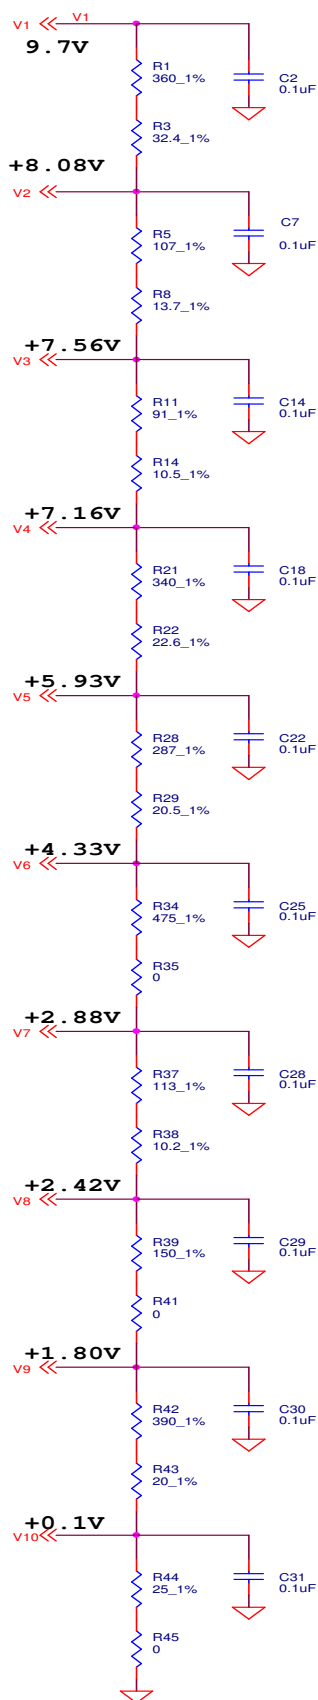 V1
V1
9.7V
R1
360_1%
C2
0.1uF
R3
32.4_1%
+8.08V
V2
C7
0.1uF
R5
107_1%
R8
13.7_1%
+7.56V
V3
R11
91_1%
C14
0.1uF
R14
10.5_1%
+7.16V
V4
R21
340_1%
C18
0.1uF
R22
22.6_1%
+5.93V
V5
R28
287_1%
C22
0.1uF
R29
20.5_1%
+4.33V
V6
R34
475_1%
C25
0.1uF
R35
0
+2.88V
V7
R37
113_1%
C28
0.1uF
R38
10.2_1%
+2.42V
V8
R39
150_1%
C29
0.1uF
R41
0
+1.80V
V9
R42
390_1%
C30
0.1uF
R43
20_1%
+0.1V
V10
R44
25_1%
C31
0.1uF
R45
0